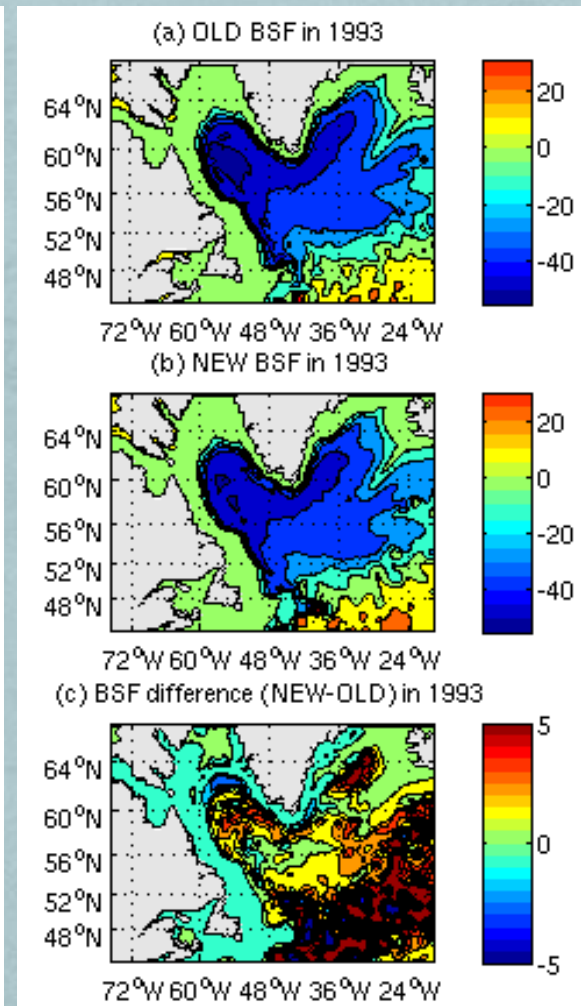 (a) OLD BSF in 1993
64°N
60°N
56°N
52°N
48°N
72°W 60°W 48°W 36°W 24°W
20
0
-20
-40
(b) NEW BSF in 1993
64°N
60°N
56°N
52°N
48°N
72°W 60°W 48°W 36°W 24°W
20
0
-20
-40
(c) BSF difference (NEW-OLD) in 1993
64°N
60°N
56°N
52°N
48°N
72°W 60°W 48°W 36°W 24°W
5
0
-5